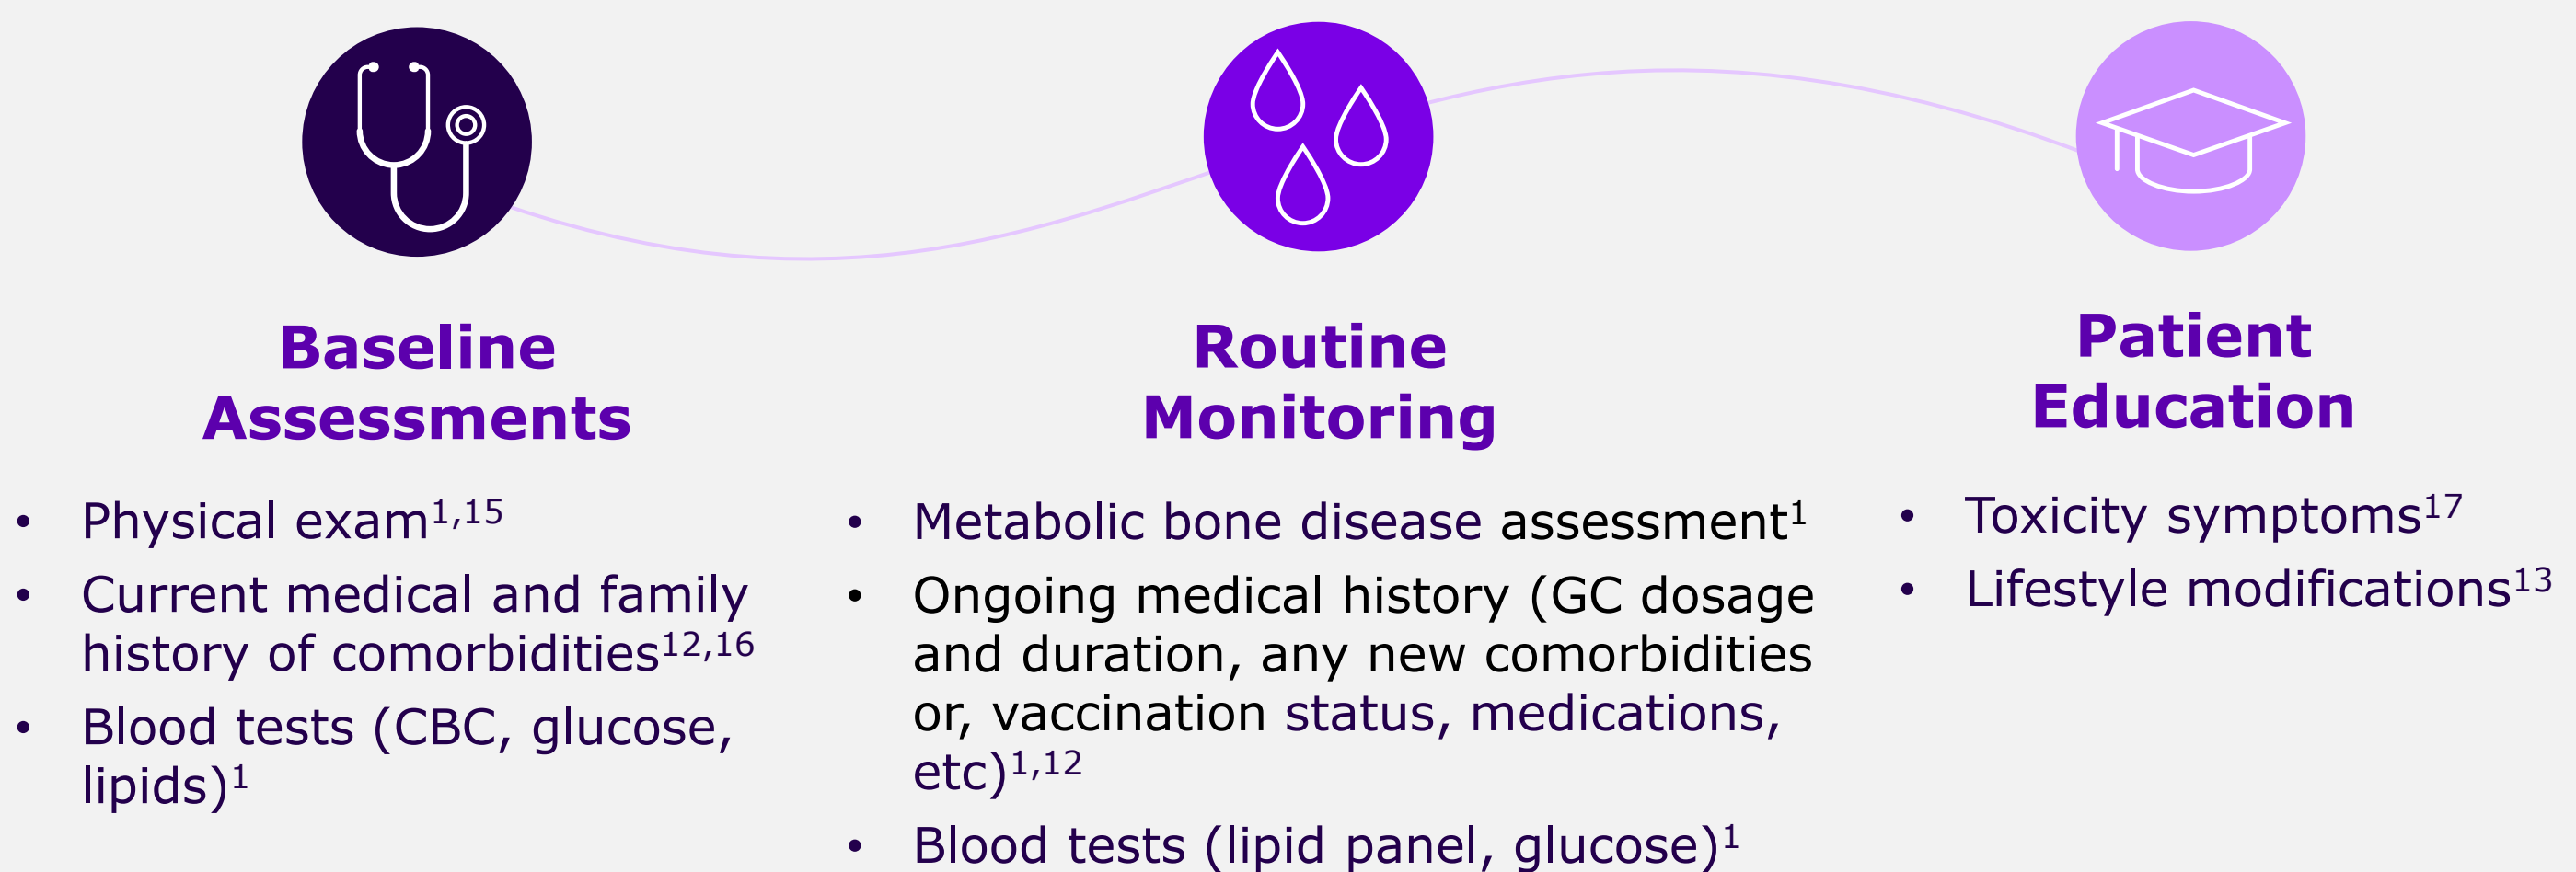 Baseline
Assessments
• Physical exam1,15
• Current medical and family
history of comorbidities12,16
• Blood tests (CBC, glucose,
lipids)1
Routine
Monitoring
• Metabolic bone disease assessment1
• Ongoing medical history (GC dosage
and duration, any new comorbidities
or, vaccination status, medications,
etc)1,12
• Blood tests (lipid panel, glucose)1
Patient
Education
• Toxicity symptoms17
• Lifestyle modifications13